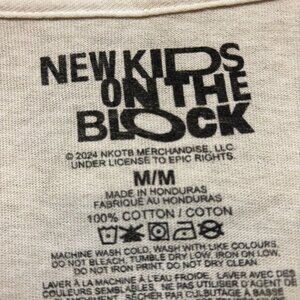 NEW KIDS
ON THE
BLOCK
© 2024 NKOTB MERCHANDISE, LLC.
UNDER LICENSE TO EPIC RIGHTS.
M/M
MADE IN HONDURAS
FABRIQUÉ AU HONDURAS
100% COTTON / COTON
MACHINE WASH COLD, WASH WITH LIKE COLOURS,
DO NOT BLEACH, TUMBLE DRY LOW, IRON ON LOW,
DO NOT IRON PRINT, DO NOT DRY CLEAN.
LAVER À LA MACHINE À L'EAU FROIDE, LAVER AVEC DES
COULEURS SEMBLABLES, NE PAS UTILISER D'AGENT DE